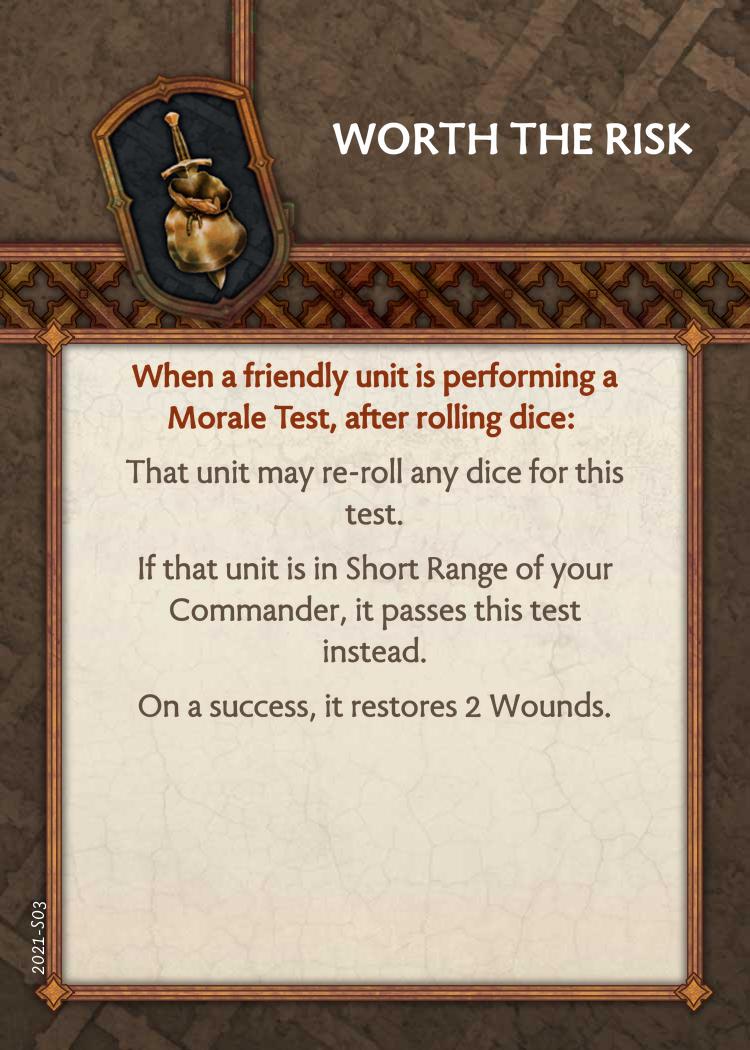 WORTH THE RISK
When a friendly unit is performing a
Morale Test, after rolling dice:
That unit may re-roll any dice for this
test.
If that unit is in Short Range of your
Commander, it passes this test
instead.
On a success, it restores 2 Wounds.
2021-S03